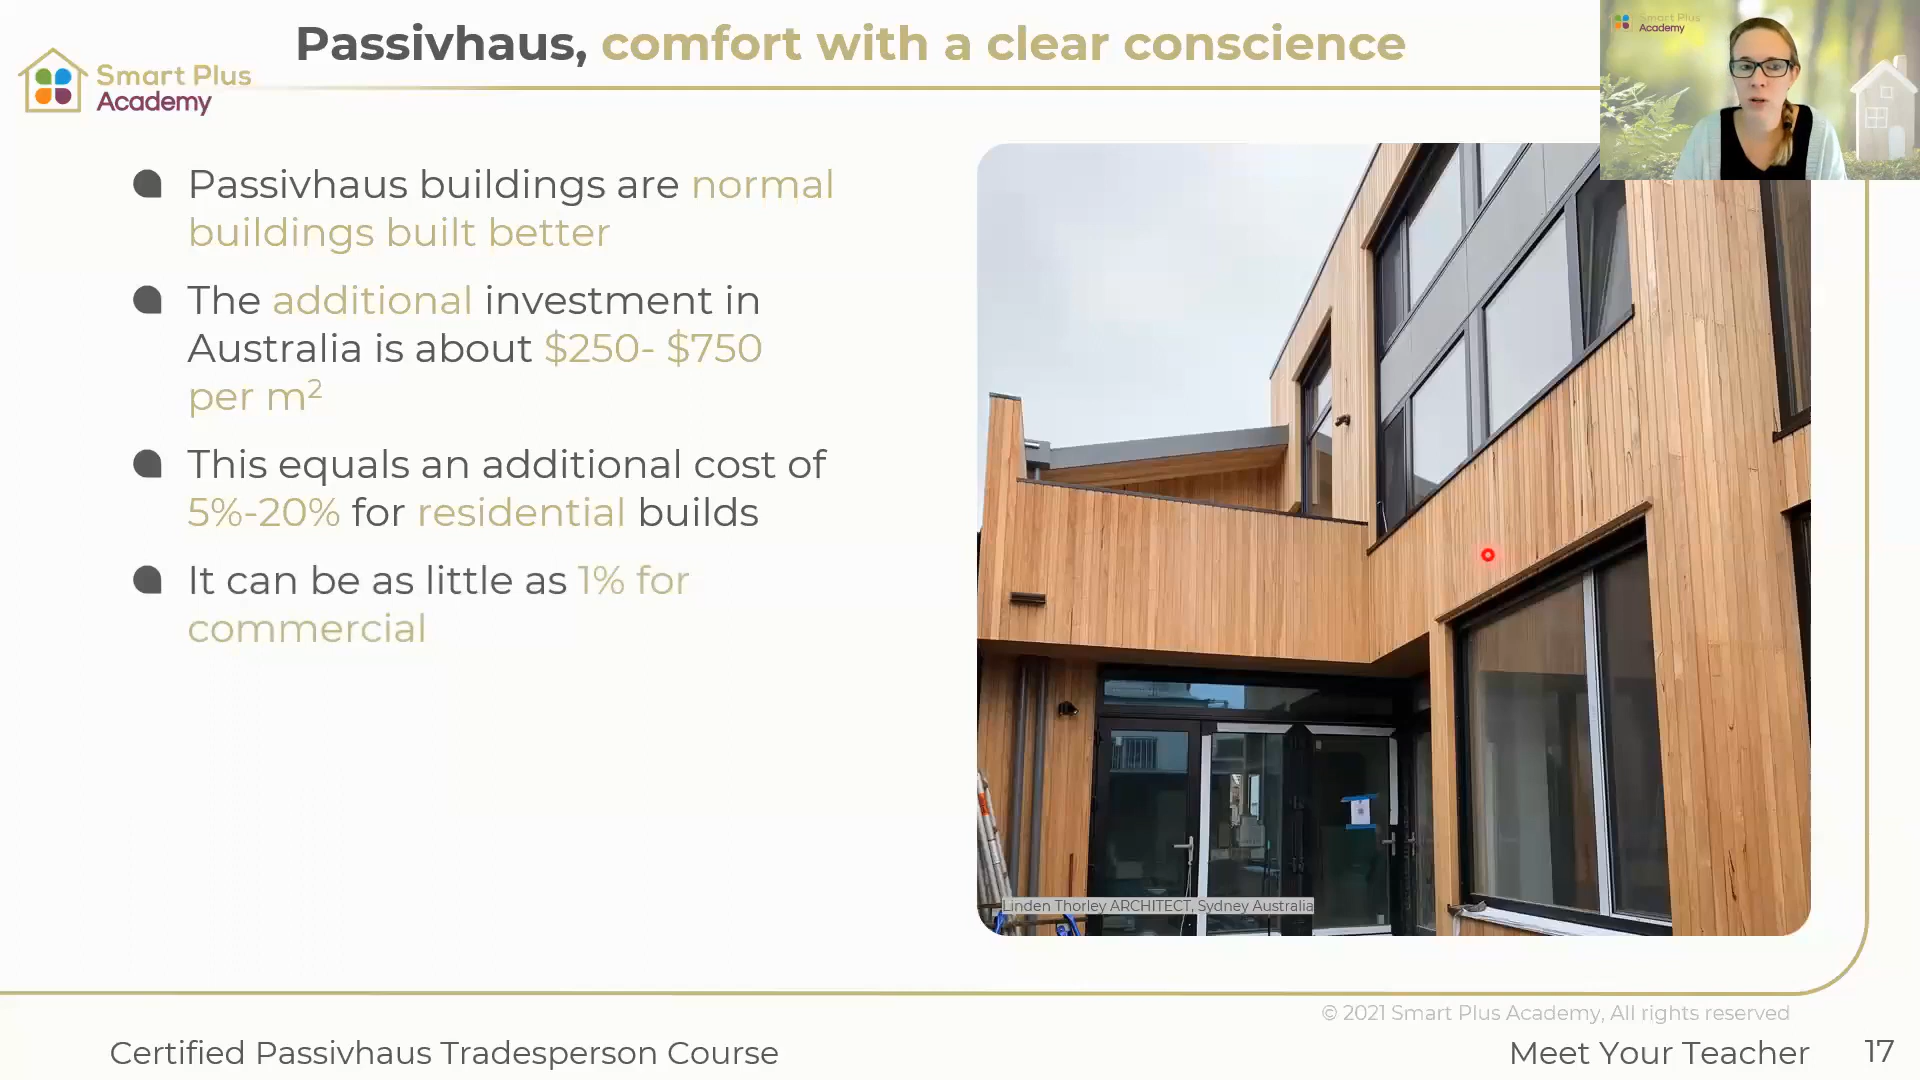 Passivhaus, comfort with a clear conscience
Smart Plus
Academy
Smart Plus
Academy
Passivhaus buildings are normal
buildings built better
The additional investment in
Australia is about $250- $750
per m²
This equals an additional cost of
5%-20% for residential builds
It can be as little as 1% for
commercial
Linden Thorley ARCHITECT, Sydney Australia
© 2021 Smart Plus Academy, All rights reserved
Certified Passivhaus Tradesperson Course
Meet Your Teacher
17